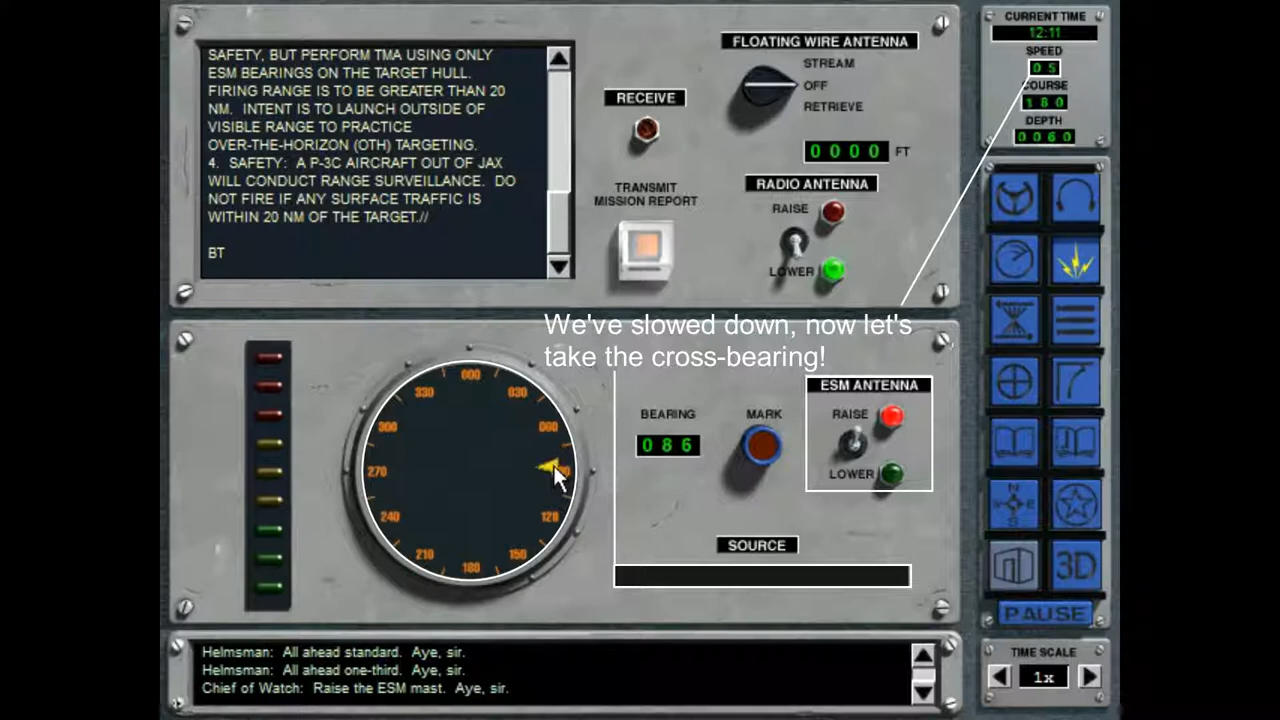 SAFETY, BUT PERFORM TMA USING ONLY
ESM BEARINGS ON THE TARGET HULL.
FIRING RANGE IS TO BE GREATER THAN 20
NM. INTENT IS TO LAUNCH OUTSIDE OF
VISIBLE RANGE TO PRACTICE
OVER-THE-HORIZON (OTH) TARGETING.
4. SAFETY: A P-3C AIRCRAFT OUT OF JAX
WILL CONDUCT RANGE SURVEILLANCE. DO
NOT FIRE IF ANY SURFACE TRAFFIC IS
WITHIN 20 NM OF THE TARGET.//
BT
RECEIVE
TRANSMIT
MISSION REPORT
FLOATING WIRE ANTENNA
STREAM
OFF
RETRIEVE
0000 FT
RADIO ANTENNA
RAISE
LOWER
CURRENT TIME
12:11
SPEED
05
COURSE
180
DEPTH
0060
We've slowed down, now let's
take the cross-bearing!
000
030
060
120
150
180
210
240
270
300
330
BEARING
086
MARK
ESM ANTENNA
RAISE
LOWER
SOURCE
N
W E
S
3D
PAUSE
TIME SCALE
1x
Helmsman: All ahead standard. Aye, sir.
Helmsman: All ahead one-third. Aye, sir.
Chief of Watch: Raise the ESM mast. Aye, sir.